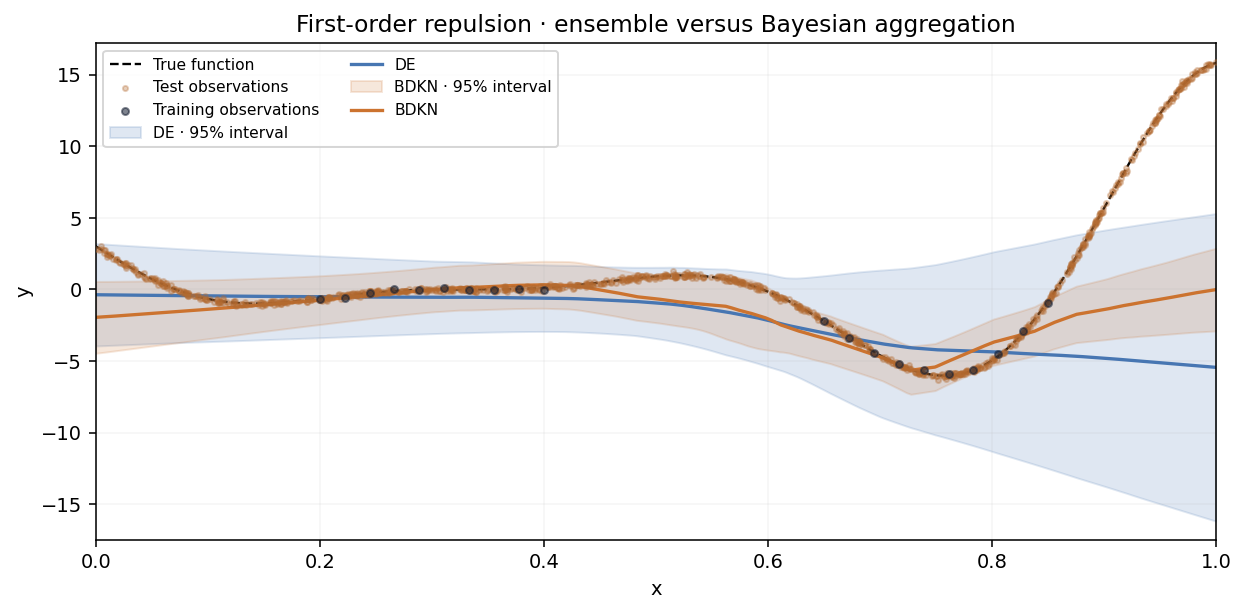 First-order repulsion · ensemble versus Bayesian aggregation
True function
Test observations
Training observations
DE · 95% interval
DE
BDKN · 95% interval
BDKN
15
10
5
0
−5
−10
−15
y
0.0
0.2
0.4
0.6
0.8
1.0
x